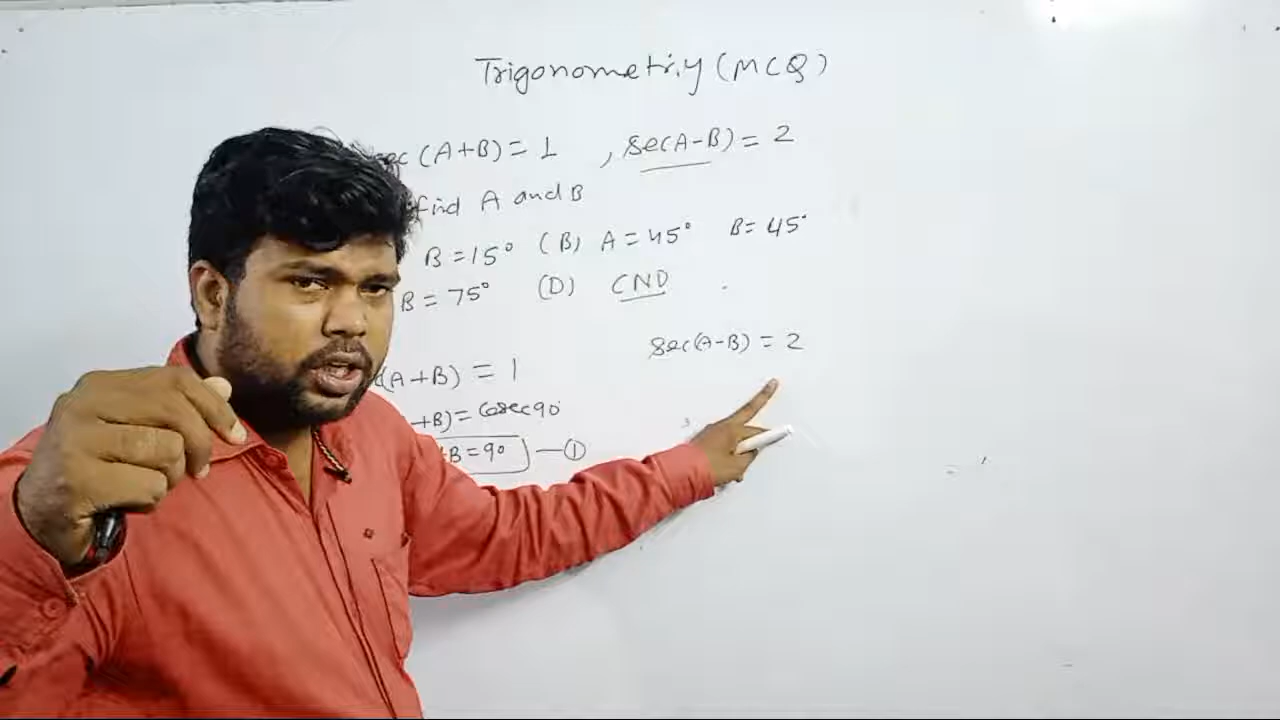 Trigonometry (MCQ)
sec (A+B) = 1 , sec(A-B) = 2
find A and B
B = 15° (B) A = 45° B = 45°
B = 75° (D) CND
sec(A-B) = 2
(A+B) = 1
+B) = Cosec 90
B = 90 — ①